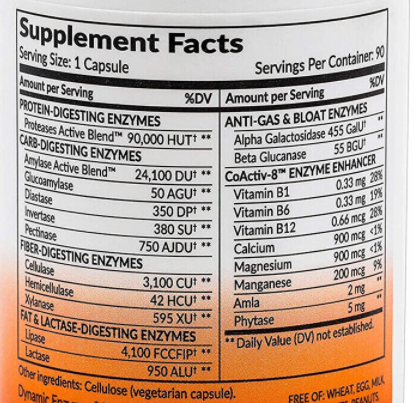 Supplement Facts
Serving Size: 1 Capsule
Servings Per Container: 90
Amount per Serving %DV
PROTEIN-DIGESTING ENZYMES
Proteases Active Blend™ 90,000 HUT† **
CARB-DIGESTING ENZYMES
Amylase Active Blend™ 24,100 DU† **
Glucoamylase 50 AGU† **
Diastase 350 DP† **
Invertase 380 SU† **
Pectinase 750 AJDU† **
FIBER-DIGESTING ENZYMES
Cellulase 3,100 CU† **
Hemicellulase 42 HCU† **
Xylanase 595 XU† **
FAT & LACTASE-DIGESTING ENZYMES
Lipase 4,100 FCCFIP† **
Lactase 950 ALU† **
Amount per Serving %DV
ANTI-GAS & BLOAT ENZYMES
Alpha Galactosidase 455 GalU† **
Beta Glucanase 55 BGU† **
CoActiv-8™ ENZYME ENHANCER
Vitamin B1 0.33 mg 28%
Vitamin B6 0.33 mg 19%
Vitamin B12 0.66 mcg 28%
Calcium 900 mcg <1%
Magnesium 900 mcg <1%
Manganese 200 mcg 9%
Amla 2 mg **
Phytase 5 mg **
**Daily Value (DV) not established.
Other ingredients: Cellulose (vegetarian capsule).
FREE OF: WHEAT, EGG, MILK,
Dynamic
PEANUTS,